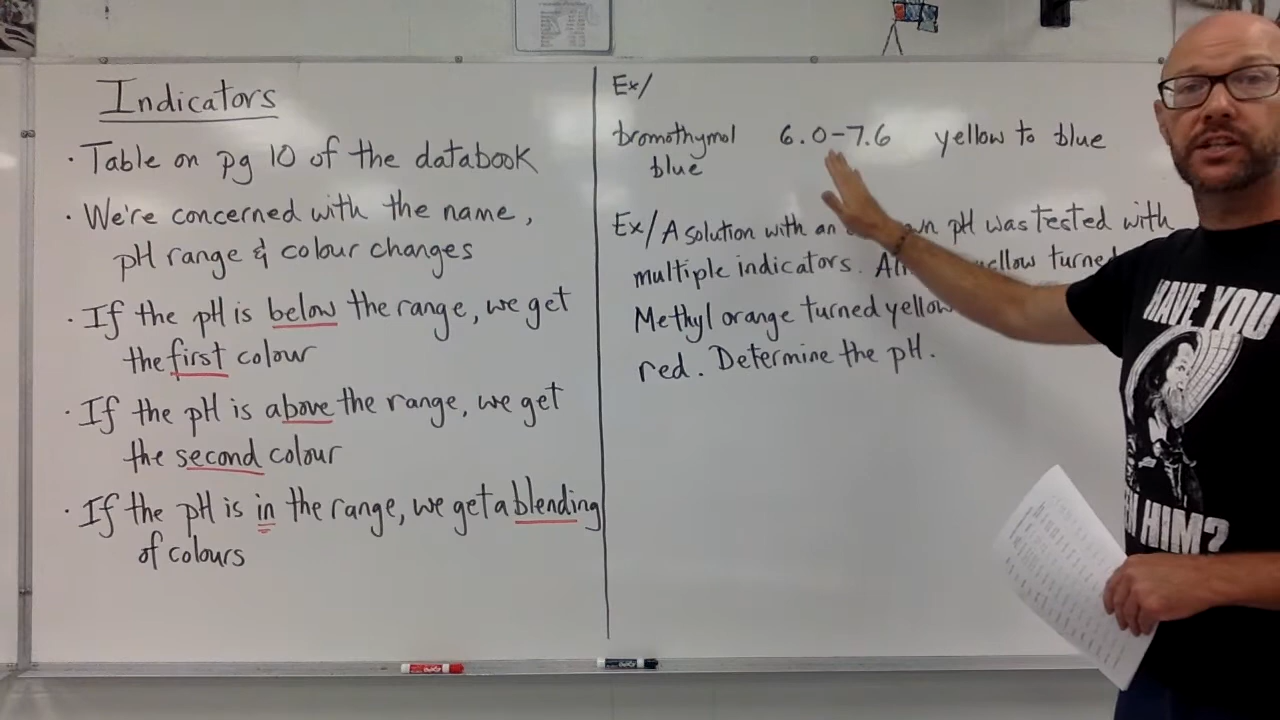 Indicators
· Table on pg 10 of the databook
· We're concerned with the name,
pH range & colour changes
· If the pH is below the range, we get
the first colour
· If the pH is above the range, we get
the second colour
· If the pH is in the range, we get a blending
of colours
Ex/
bromothymol 6.0-7.6 yellow to blue
blue
Ex/ A solution with an pH was tested with
multiple indicators. turned
Methyl orange turned yellow
red. Determine the pH.
HAVE YOU
HIM?